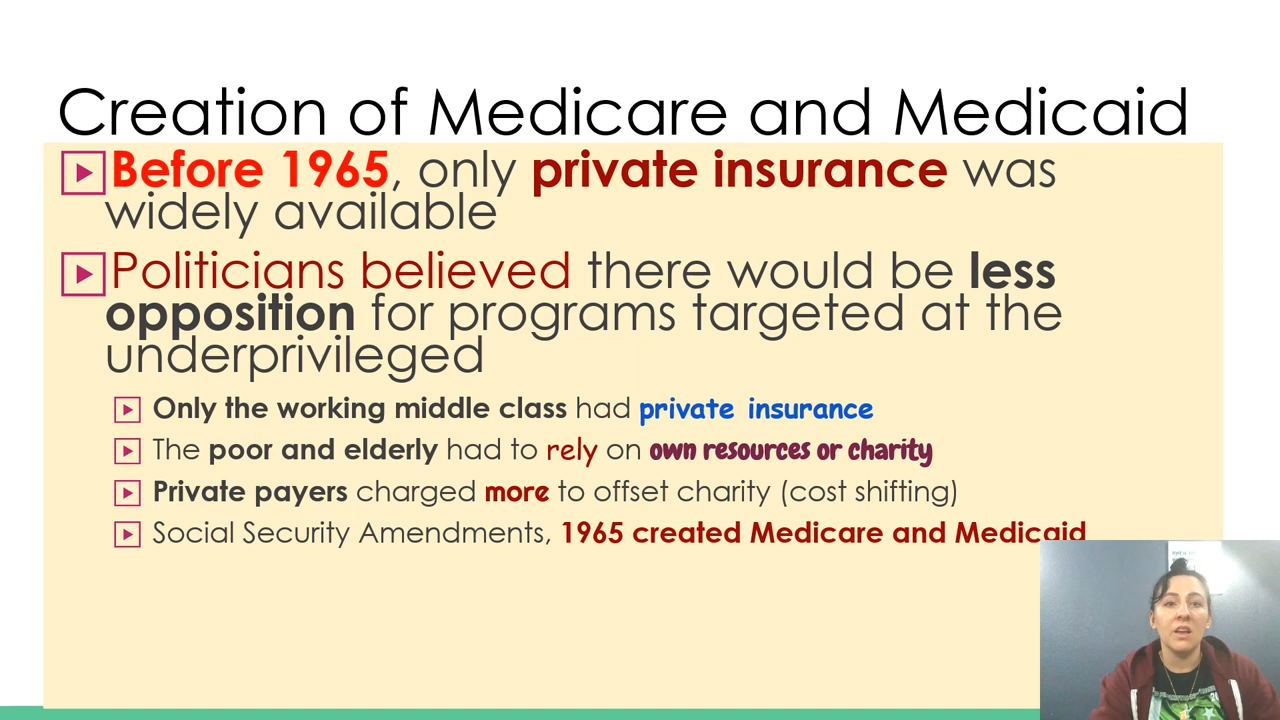 Creation of Medicare and Medicaid
Before 1965, only private insurance was
widely available
Politicians believed there would be less
opposition for programs targeted at the
underprivileged
Only the working middle class had private insurance
The poor and elderly had to rely on own resources or charity
Private payers charged more to offset charity (cost shifting)
Social Security Amendments, 1965 created Medicare and Medicaid